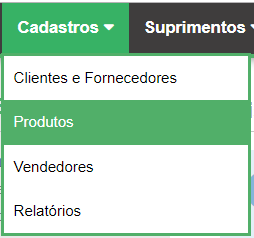 Cadastros Suprimentos
Clientes e Fornecedores
Produtos
Vendedores
Relatórios